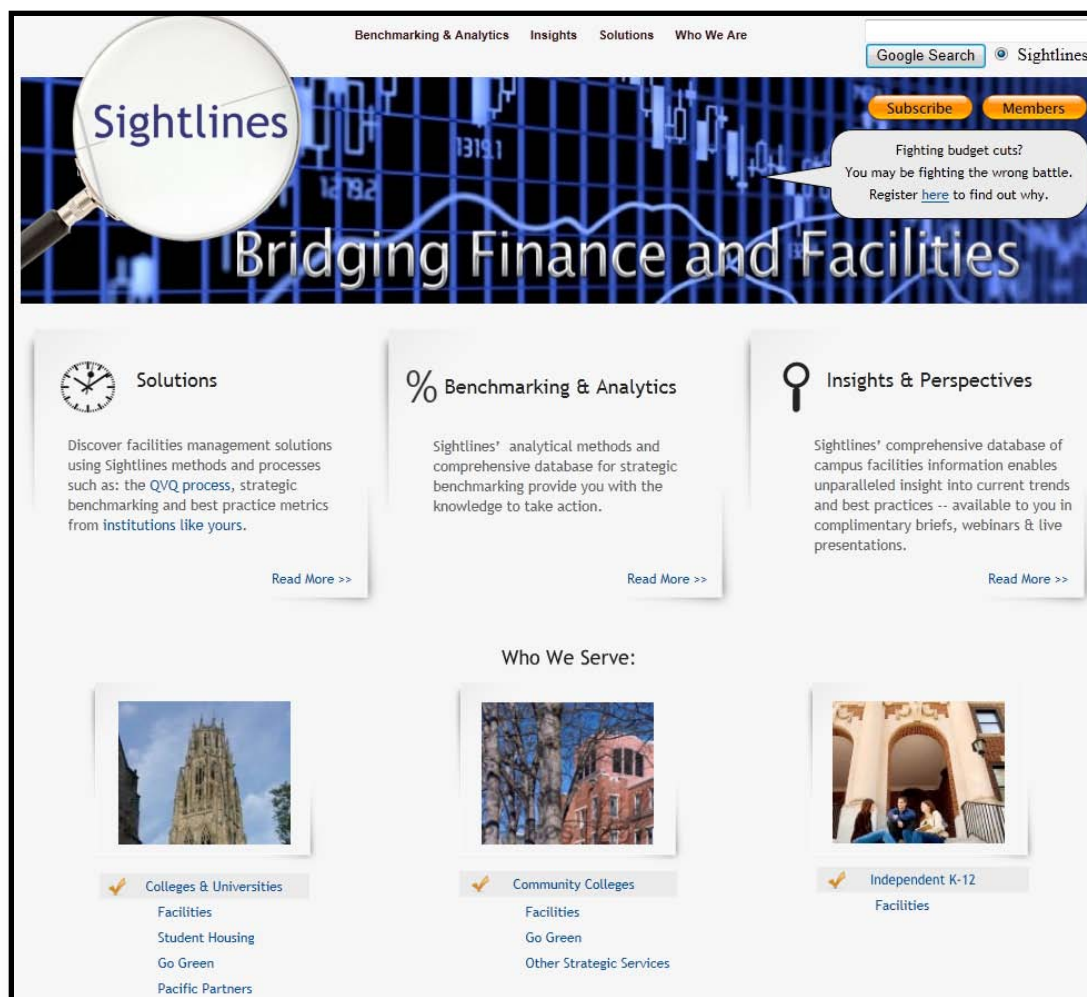 Benchmarking & Analytics Insights Solutions Who We Are
Google Search Sightlines
Sightlines
Subscribe Members
1319.1
1279.2
Fighting budget cuts?
You may be fighting the wrong battle.
Register here to find out why.
Bridging Finance and Facilities
Solutions
Discover facilities management solutions
using Sightlines methods and processes
such as: the QVQ process, strategic
benchmarking and best practice metrics
from institutions like yours.
Read More >>
% Benchmarking & Analytics
Sightlines' analytical methods and
comprehensive database for strategic
benchmarking provide you with the
knowledge to take action.
Read More >>
Insights & Perspectives
Sightlines' comprehensive database of
campus facilities information enables
unparalleled insight into current trends
and best practices -- available to you in
complimentary briefs, webinars & live
presentations.
Read More >>
Who We Serve:
Colleges & Universities
Facilities
Student Housing
Go Green
Pacific Partners
Community Colleges
Facilities
Go Green
Other Strategic Services
Independent K-12
Facilities